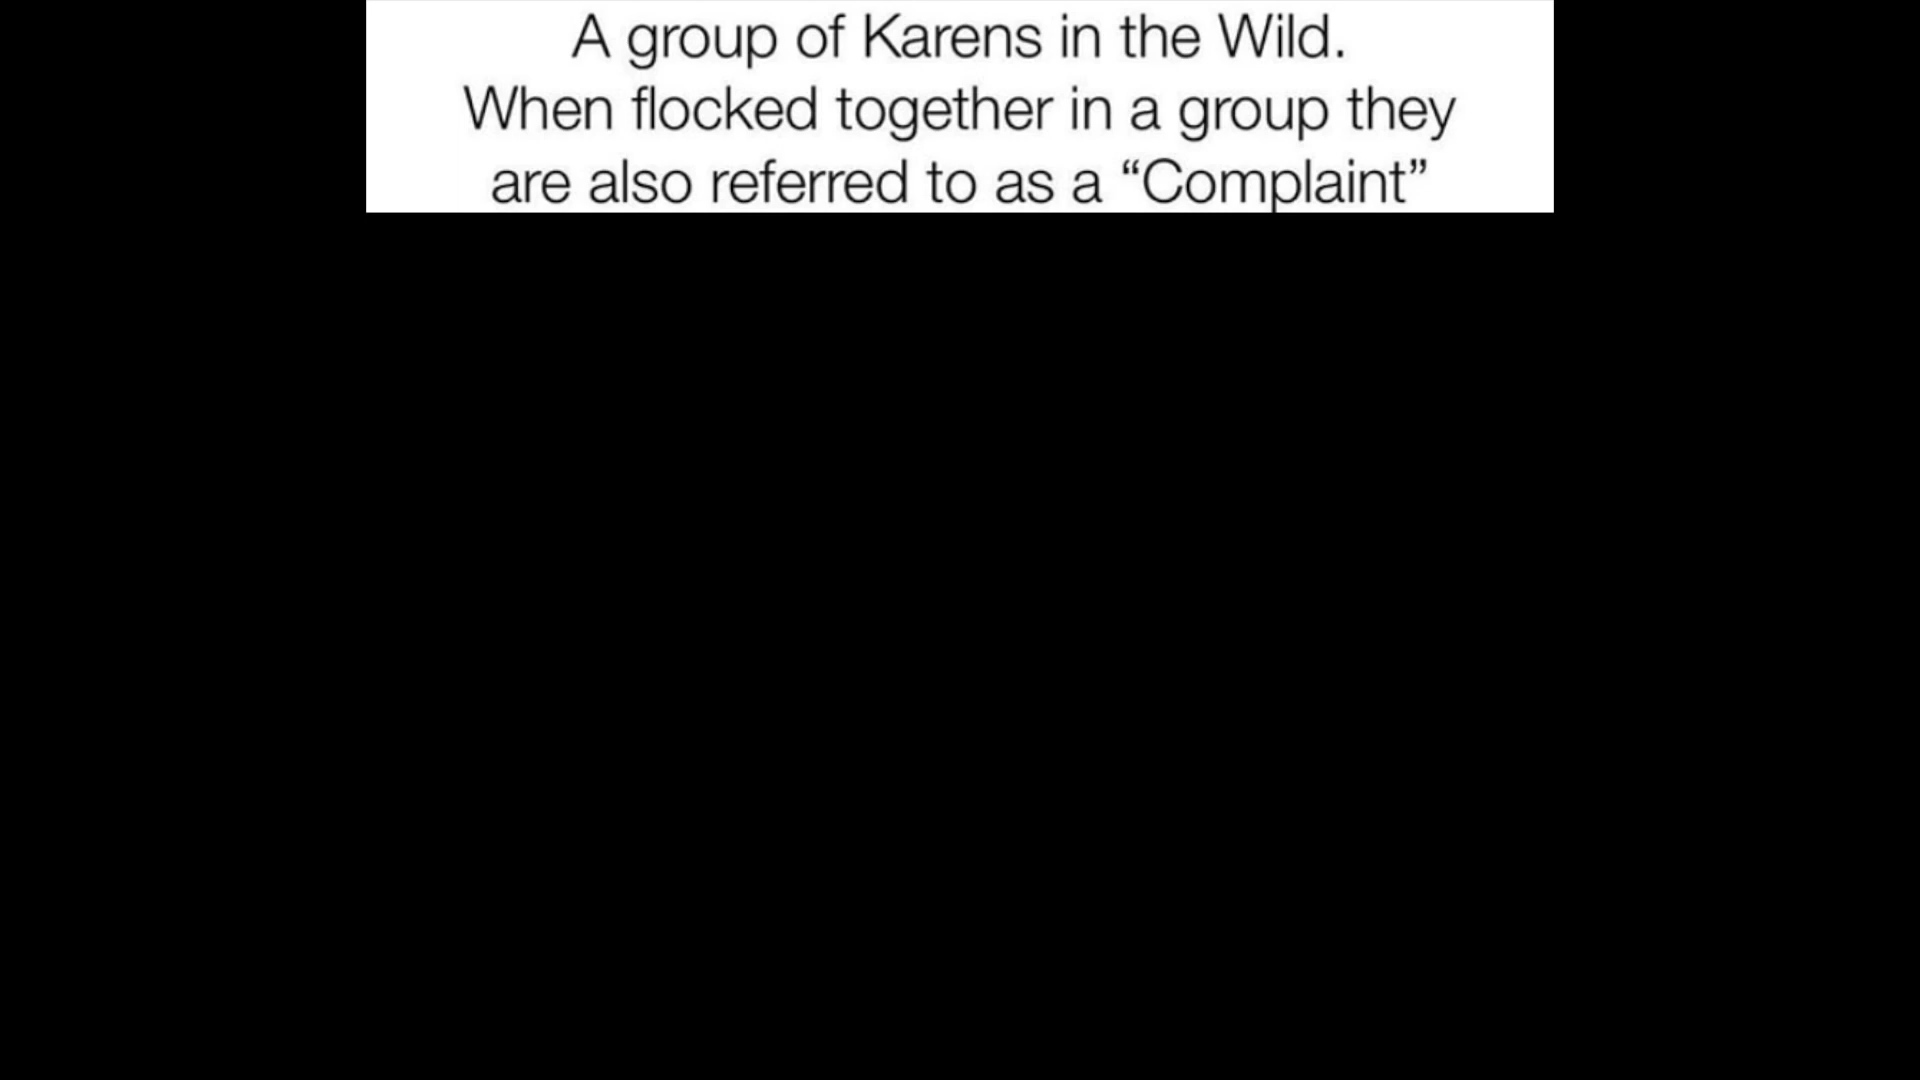 A group of Karens in the Wild.
When flocked together in a group they
are also referred to as a “Complaint”